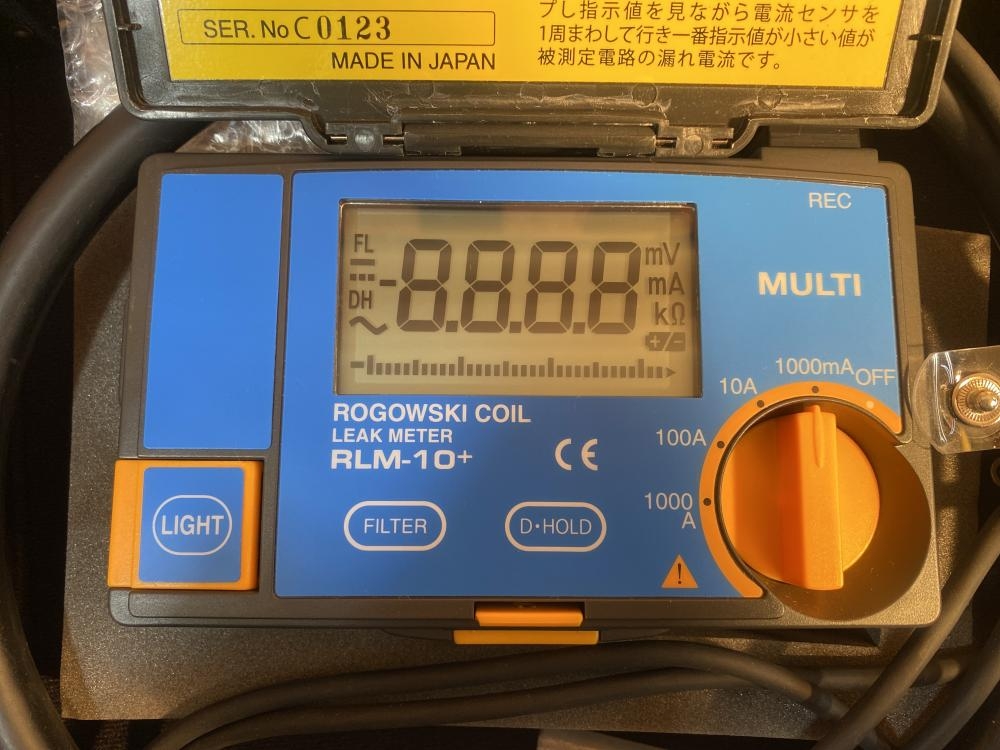 プし指示値を見ながら電流センサを
1周まわして行き一番指示値が小さい値が
被測定電路の漏れ電流です。
SER. No C0123
MADE IN JAPAN
REC
MULTI
FL
DH
-8.8.8.8
mV
mA
kΩ
+/-
ROGOWSKI COIL
LEAK METER
RLM-10+
CE
LIGHT
FILTER
D・HOLD
OFF
1000mA
10A
100A
1000
A
!